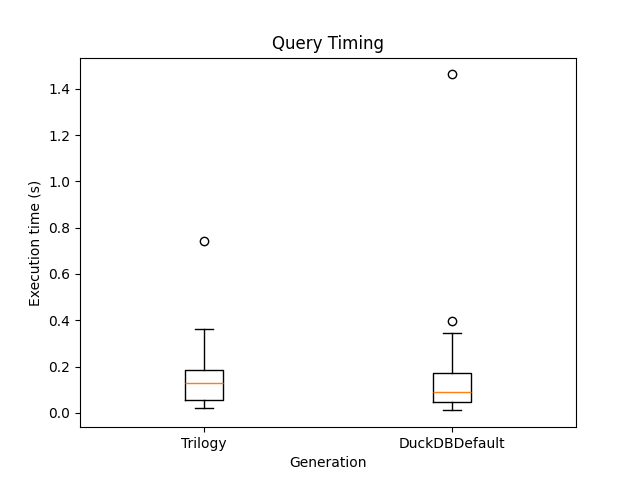 Query Timing
1.4
1.2
1.0
0.8
0.6
0.4
0.2
0.0
Execution time (s)
Trilogy
DuckDBDefault
Generation